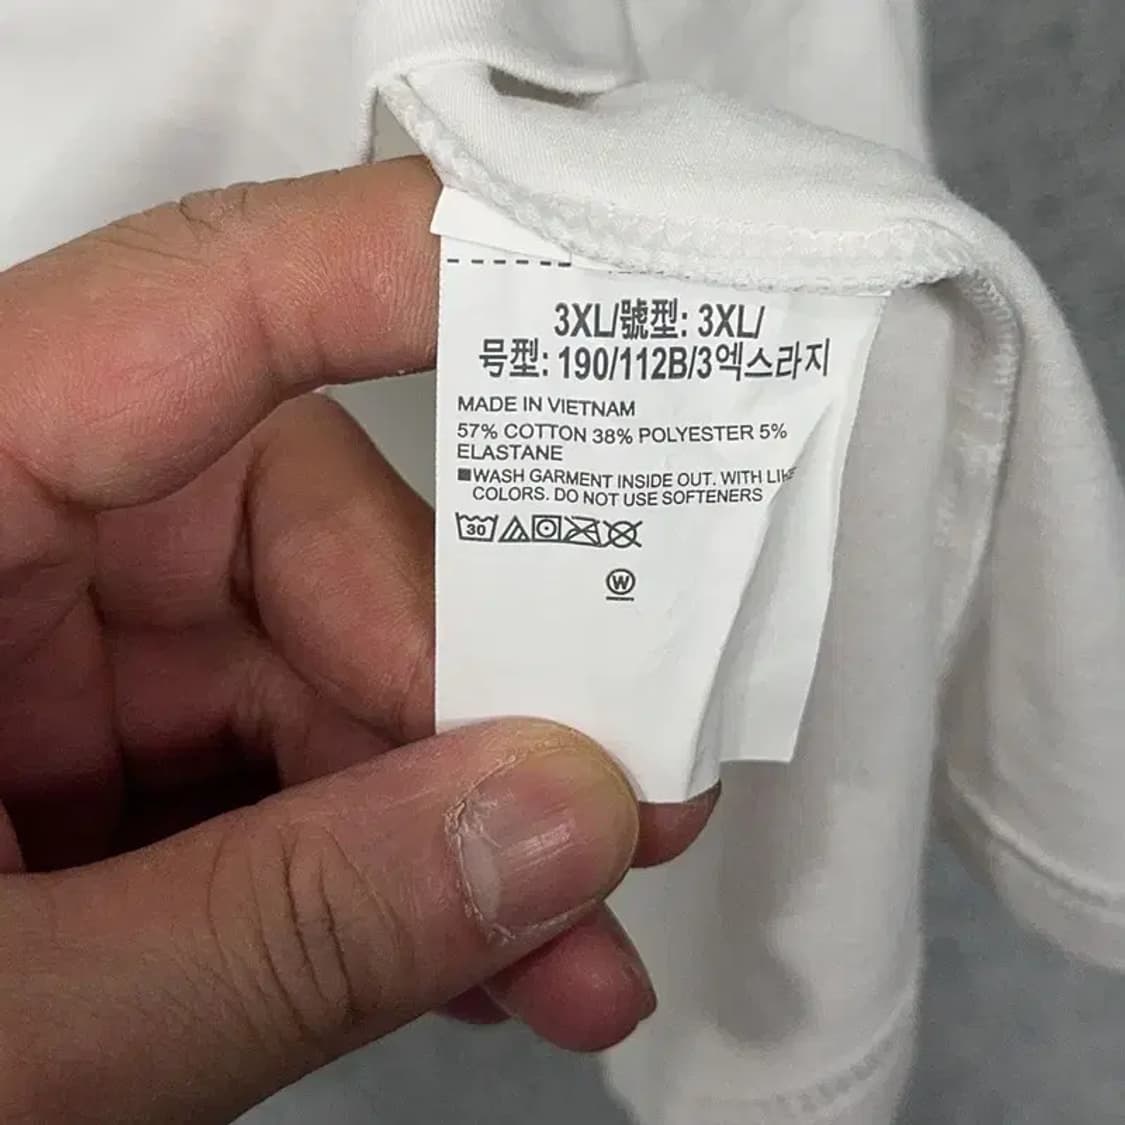 3XL/號型: 3XL/
号型: 190/112B/3엑스라지
MADE IN VIETNAM
57% COTTON 38% POLYESTER 5%
ELASTANE
■WASH GARMENT INSIDE OUT. WITH LIKE
COLORS. DO NOT USE SOFTENERS
30
W